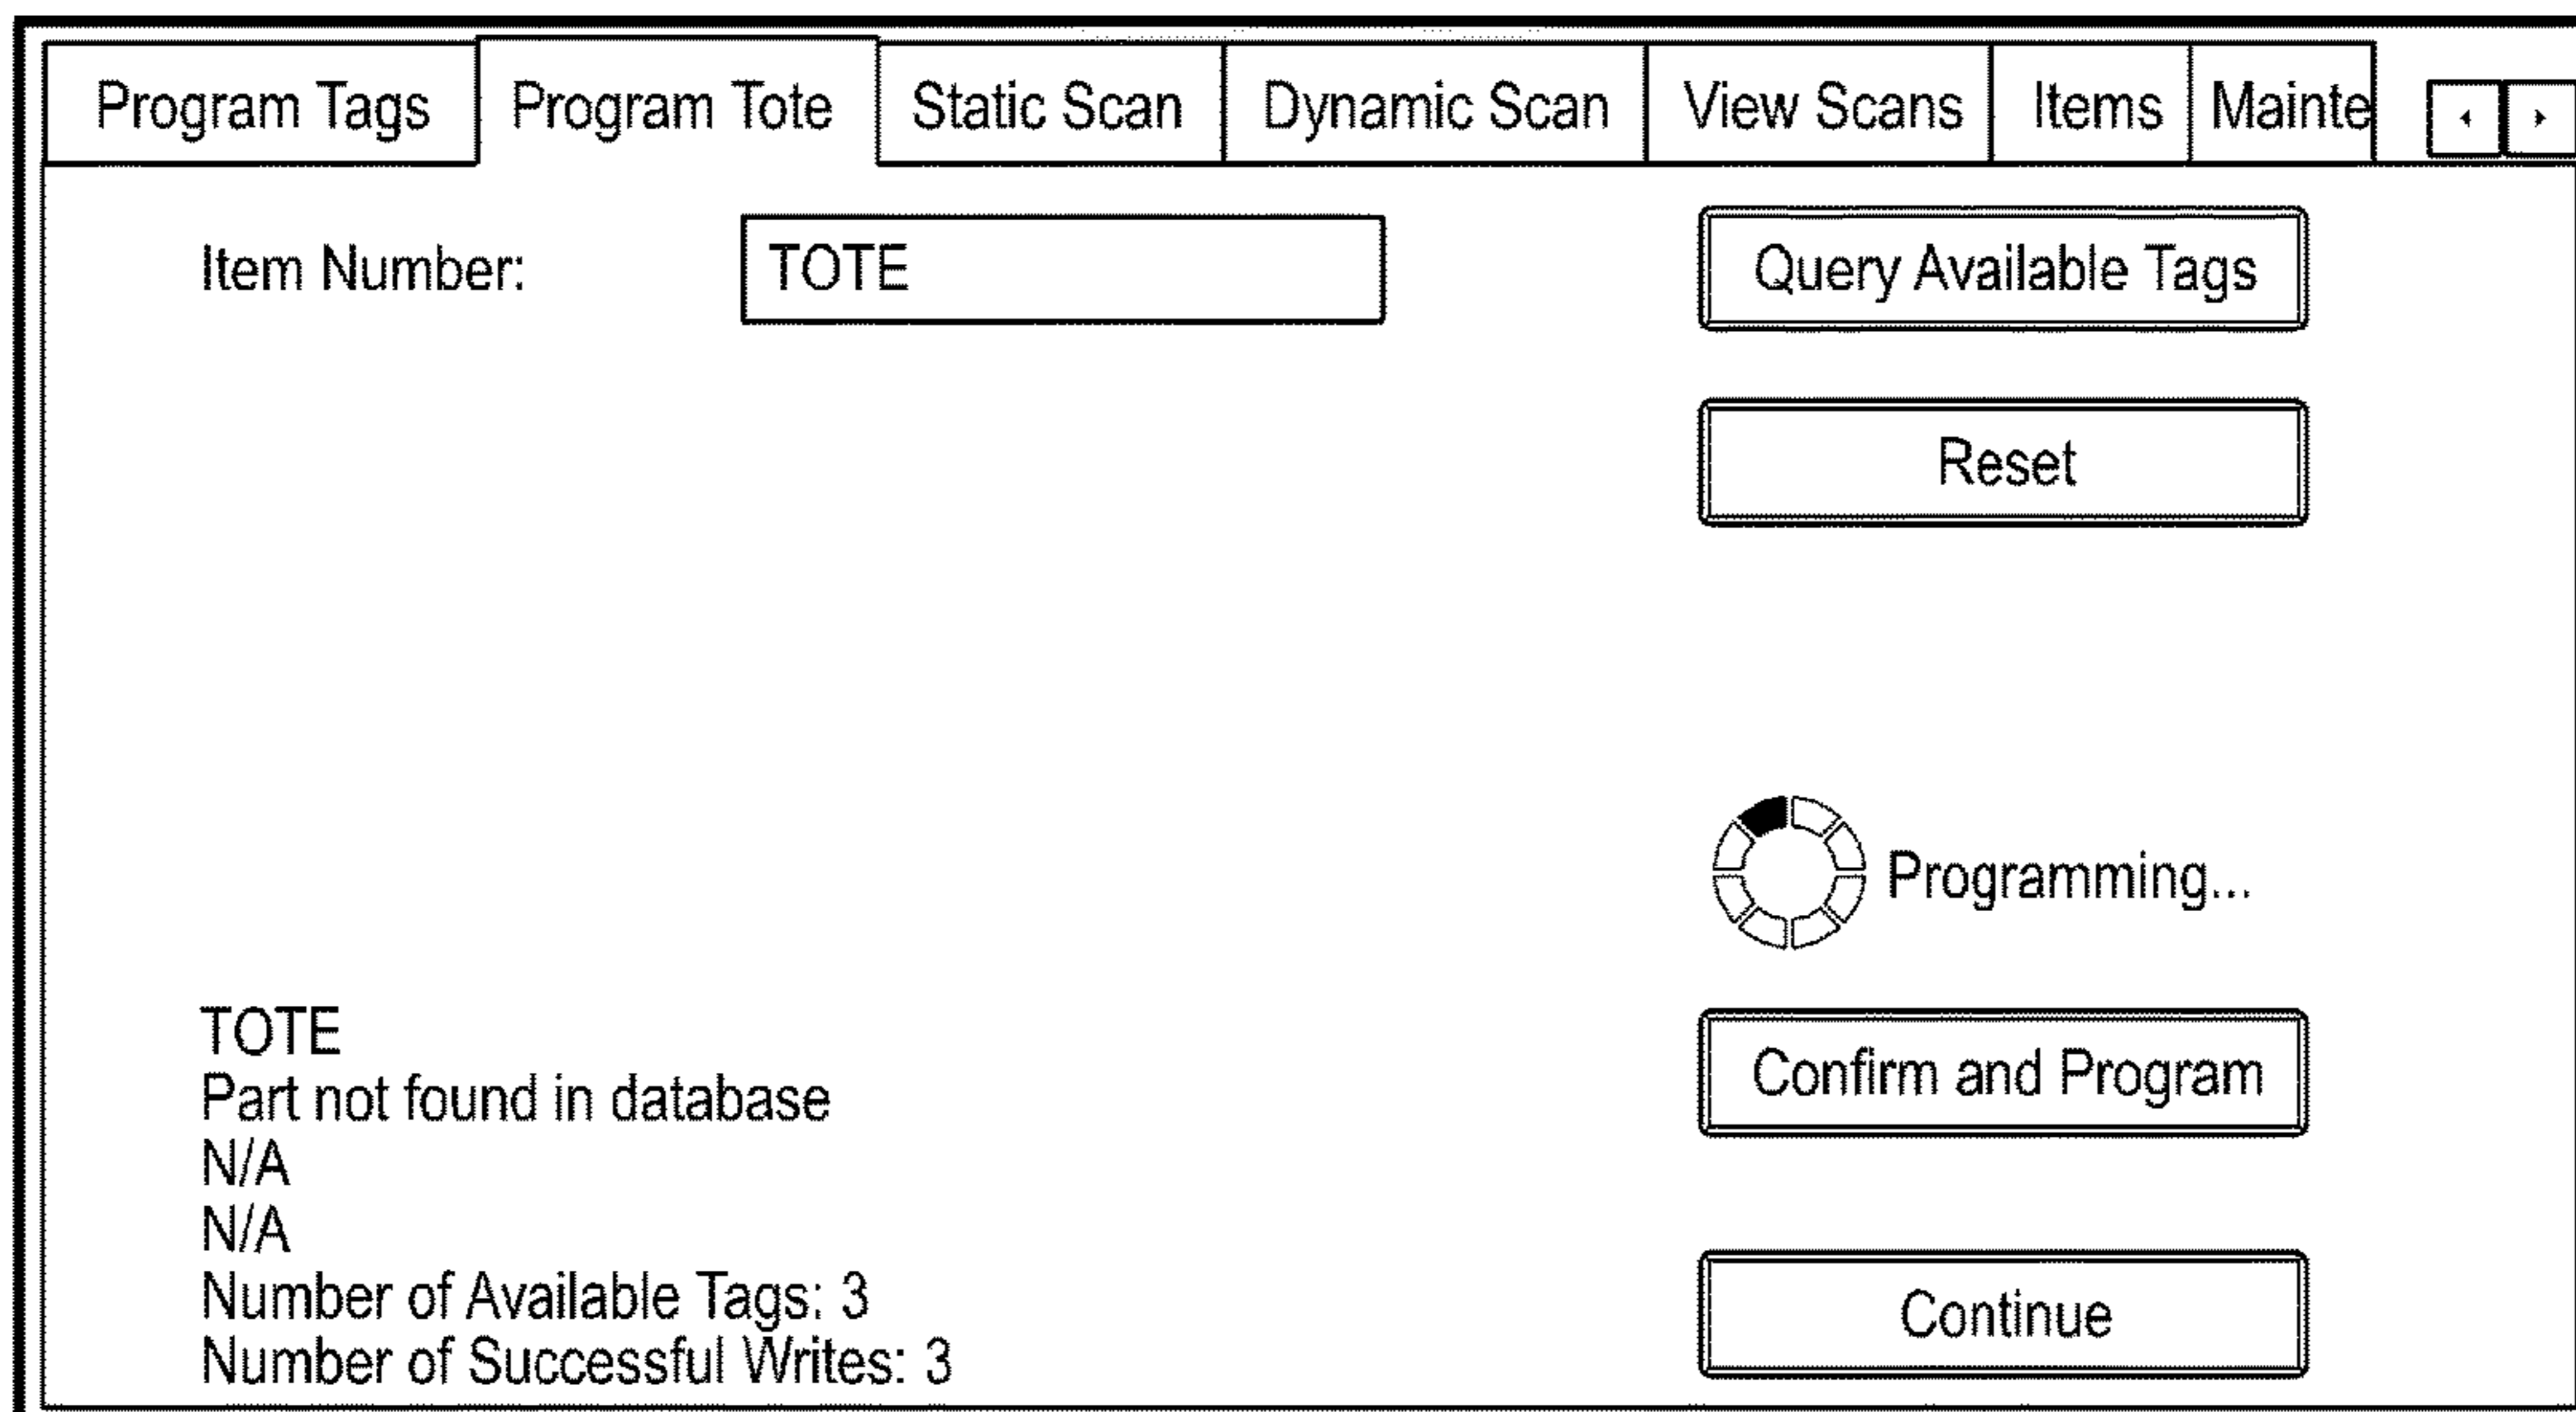 Program Tags Program Tote Static Scan Dynamic Scan View Scans Items Mainte
Item Number: TOTE Query Available Tags
Reset
Programming...
TOTE
Confirm and Program
Part not found in database
N/A
N/A
Number of Available Tags: 3
Continue
Number of Successful Writes: 3